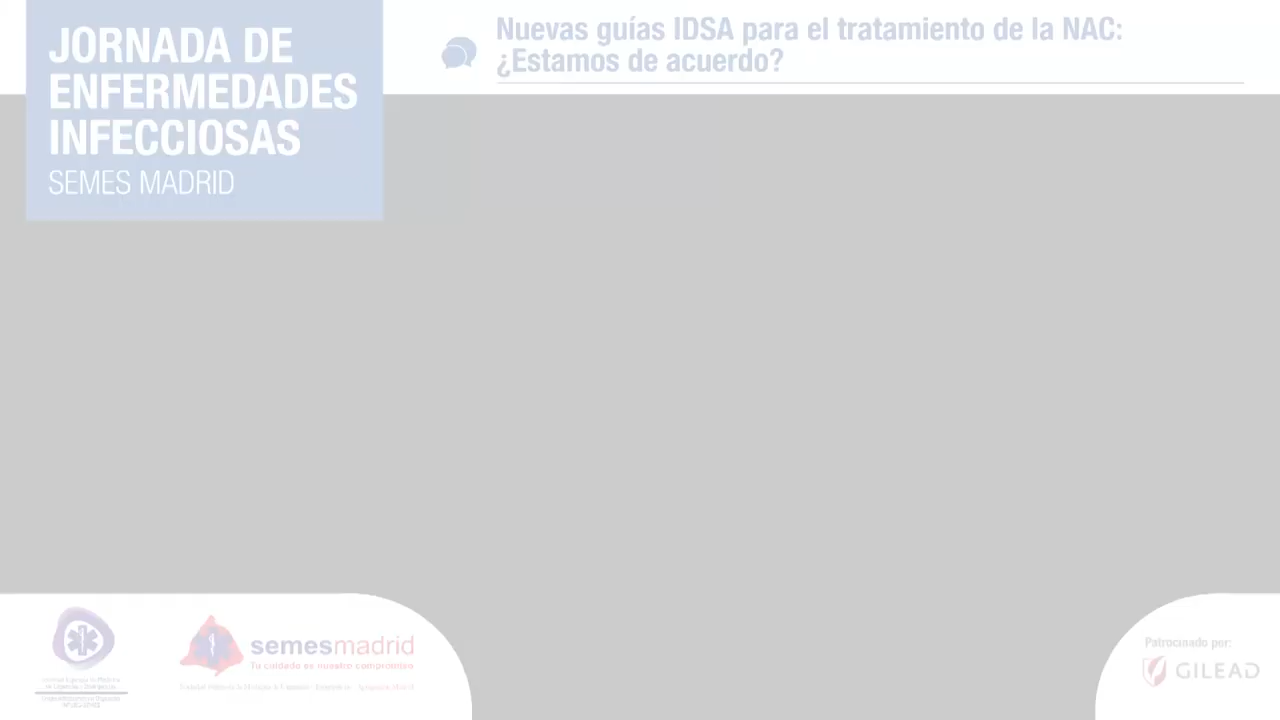 JORNADA DE
ENFERMEDADES
INFECCIOSAS
SEMES MADRID
Nuevas guías IDSA para el tratamiento de la NAC:
¿Estamos de acuerdo?
semesmadrid
Tu cuidado es nuestro compromiso
Patrocinado por:
GILEAD